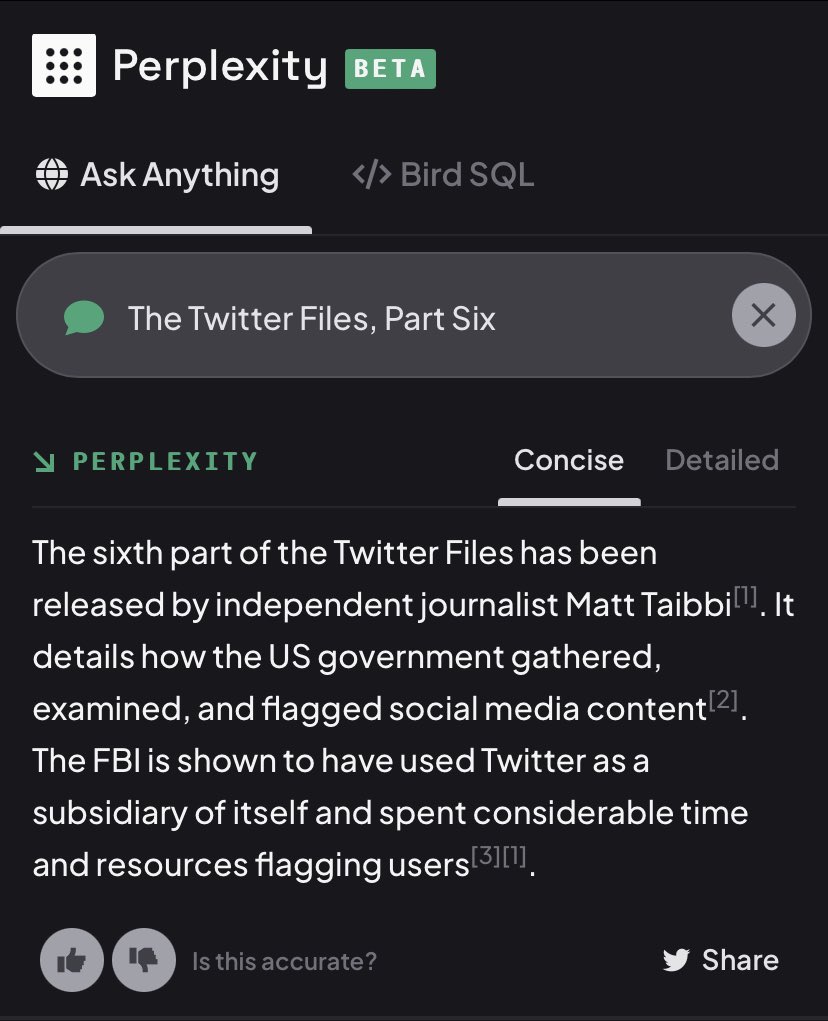 Perplexity BETA
Ask Anything </> Bird SQL
The Twitter Files, Part Six
PERPLEXITY Concise Detailed
The sixth part of the Twitter Files has been
released by independent journalist Matt Taibbi[1]. It
details how the US government gathered,
examined, and flagged social media content[2].
The FBI is shown to have used Twitter as a
subsidiary of itself and spent considerable time
and resources flagging users[3][1].
Is this accurate? Share